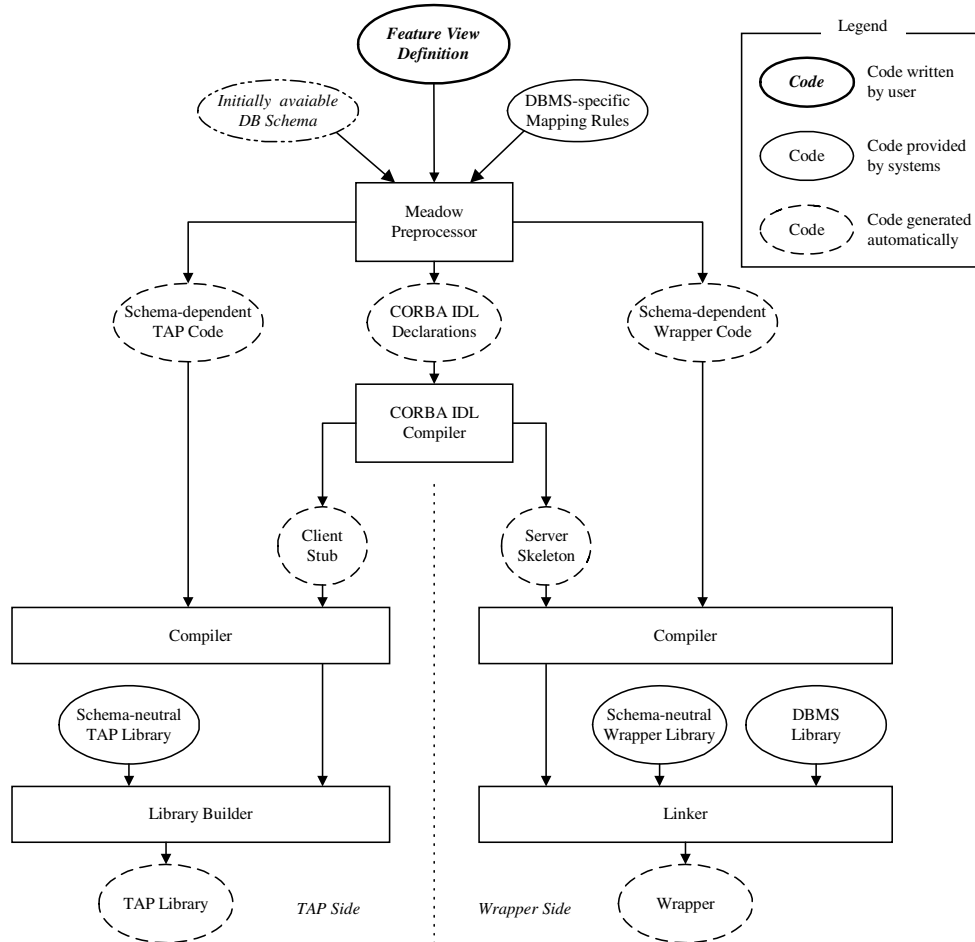 Feature View
Definition
Initially avaiable
DB Schema
DBMS-specific
Mapping Rules
Legend
Code
Code written
by user
Code
Code provided
by systems
Code
Code generated
automatically
Meadow
Preprocessor
Schema-dependent
TAP Code
CORBA IDL
Declarations
Schema-dependent
Wrapper Code
CORBA IDL
Compiler
Client
Stub
Server
Skeleton
Compiler
Compiler
Schema-neutral
TAP Library
Schema-neutral
Wrapper Library
DBMS
Library
Library Builder
Linker
TAP Library
TAP Side
Wrapper Side
Wrapper